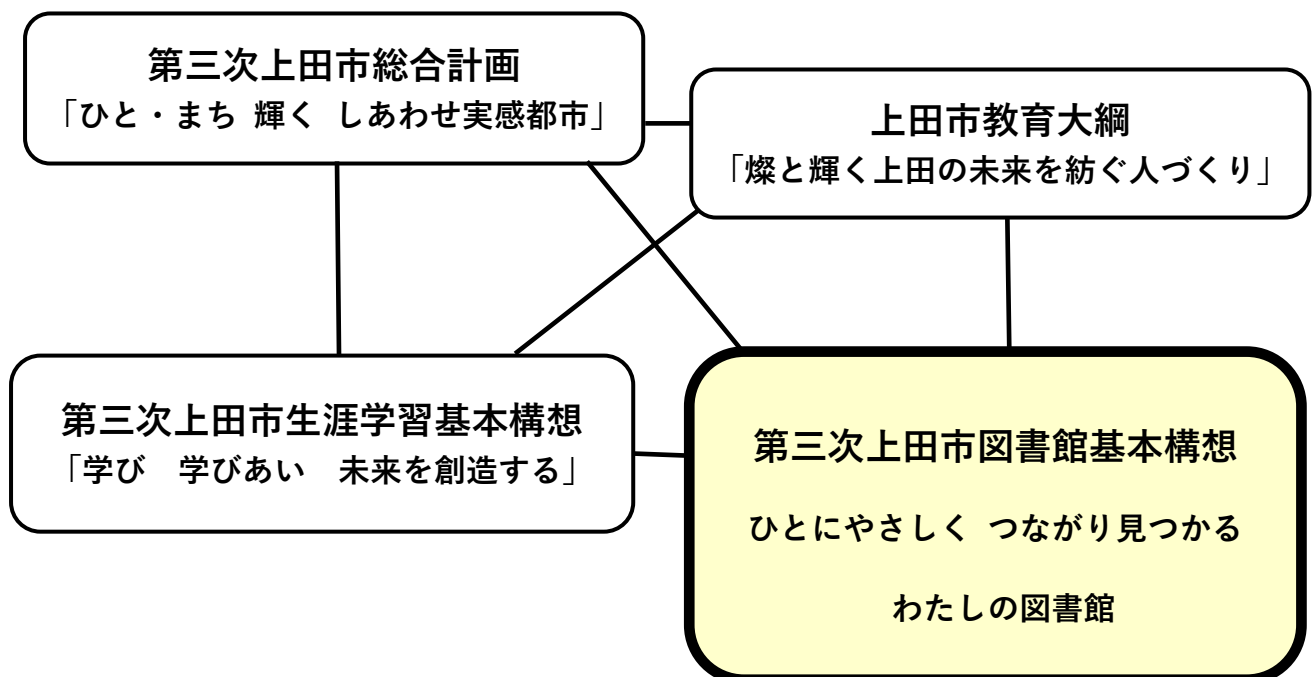 第三次上田市総合計画
「ひと・まち 輝く しあわせ実感都市」
上田市教育大綱
「燦と輝く上田の未来を紡ぐ人づくり」
第三次上田市生涯学習基本構想
「学び　学びあい　未来を創造する」
第三次上田市図書館基本構想
ひとにやさしく つながり見つかる
わたしの図書館